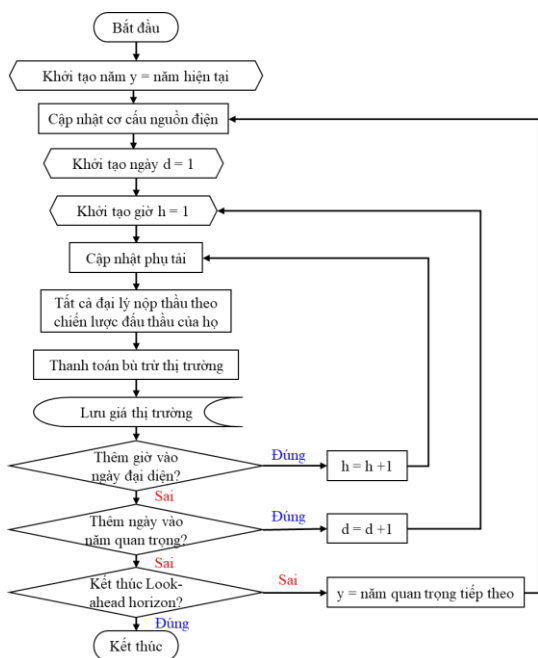 Bắt đầu
Khởi tạo năm y = năm hiện tại
Cập nhật cơ cấu nguồn điện
Khởi tạo ngày d = 1
Khởi tạo giờ h = 1
Cập nhật phụ tải
Tất cả đại lý nộp thầu theo
chiến lược đấu thầu của họ
Thanh toán bù trừ thị trường
Lưu giá thị trường
Thêm giờ vào
ngày đại diện?
Đúng
h = h +1
Sai
Thêm ngày vào
năm quan trọng?
Đúng
d = d +1
Sai
Kết thúc Look-
ahead horizon?
Sai
y = năm quan trọng tiếp theo
Đúng
Kết thúc